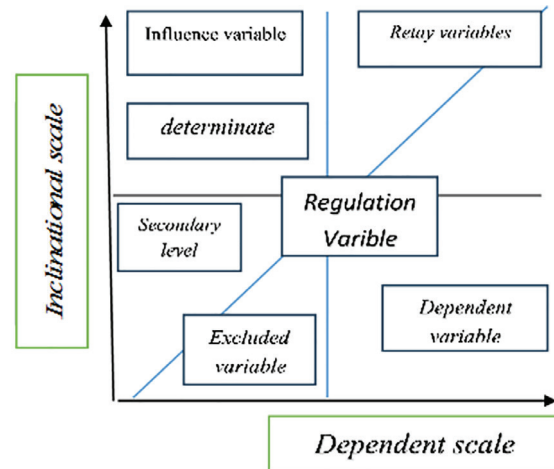 Influence variable
Retay variables
determinate
Inclinational scale
Regulation
Varible
Secondary
level
Dependent
variable
Excluded
variable
Dependent scale